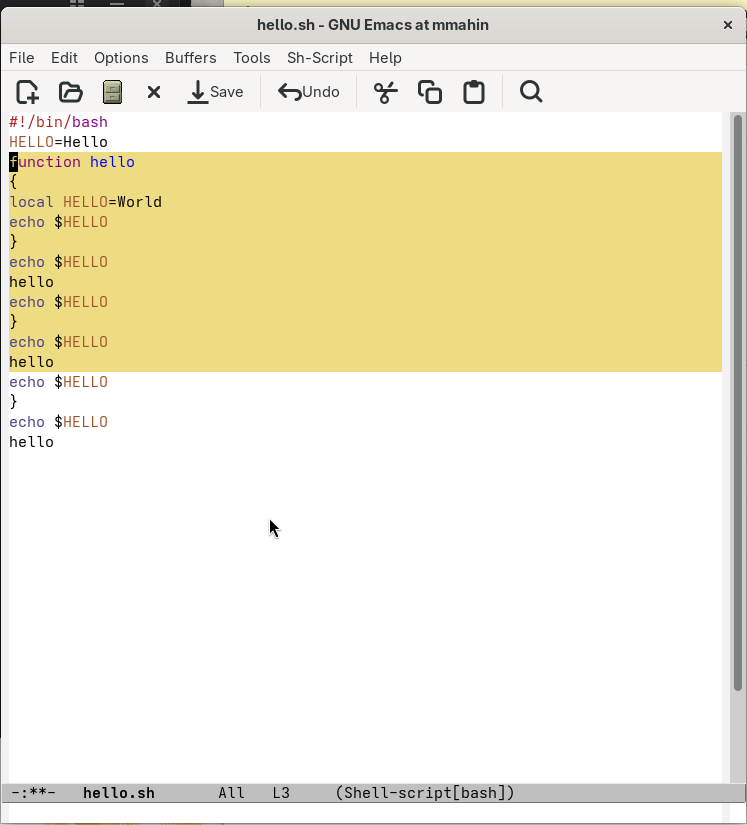 hello.sh - GNU Emacs at mmahin
File Edit Options Buffers Tools Sh-Script Help
Save Undo
#!/bin/bash
HELLO=Hello
function hello
{
local HELLO=World
echo $HELLO
}
echo $HELLO
hello
echo $HELLO
}
echo $HELLO
hello
echo $HELLO
}
echo $HELLO
hello
-:**- hello.sh All L3 (Shell-script[bash])